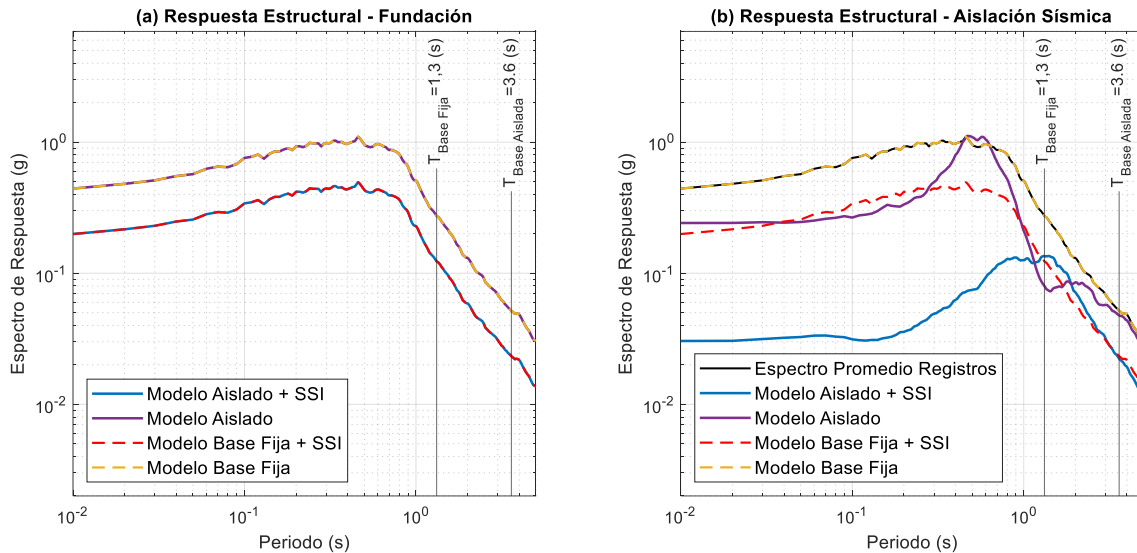 (a) Respuesta Estructural - Fundación
T Base Fija =1,3 (s)
T Base Aislada =3.6 (s)
10^0
10^-1
10^-2
Espectro de Respuesta (g)
Modelo Aislado + SSI
Modelo Aislado
Modelo Base Fija + SSI
Modelo Base Fija
10^-2
10^-1
10^0
Periodo (s)
(b) Respuesta Estructural - Aislación Sísmica
T Base Fija =1,3 (s)
T Base Aislada =3.6 (s)
10^0
10^-1
10^-2
Espectro de Respuesta (g)
Espectro Promedio Registros
Modelo Aislado + SSI
Modelo Aislado
Modelo Base Fija + SSI
Modelo Base Fija
10^-2
10^-1
10^0
Periodo (s)